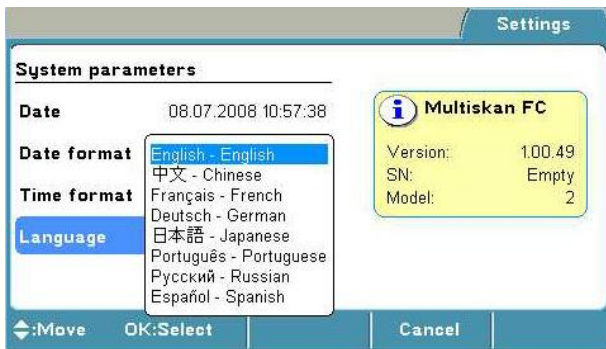 Settings
System parameters
Date 08.07.2008 10:57:38
Date format
Time format
Language
English - English
中文 - Chinese
Français - French
Deutsch - German
日本語 - Japanese
Português - Portuguese
Русский - Russian
Español - Spanish
Multiskan FC
Version: 1.00.49
SN: Empty
Model: 2
:Move OK:Select Cancel